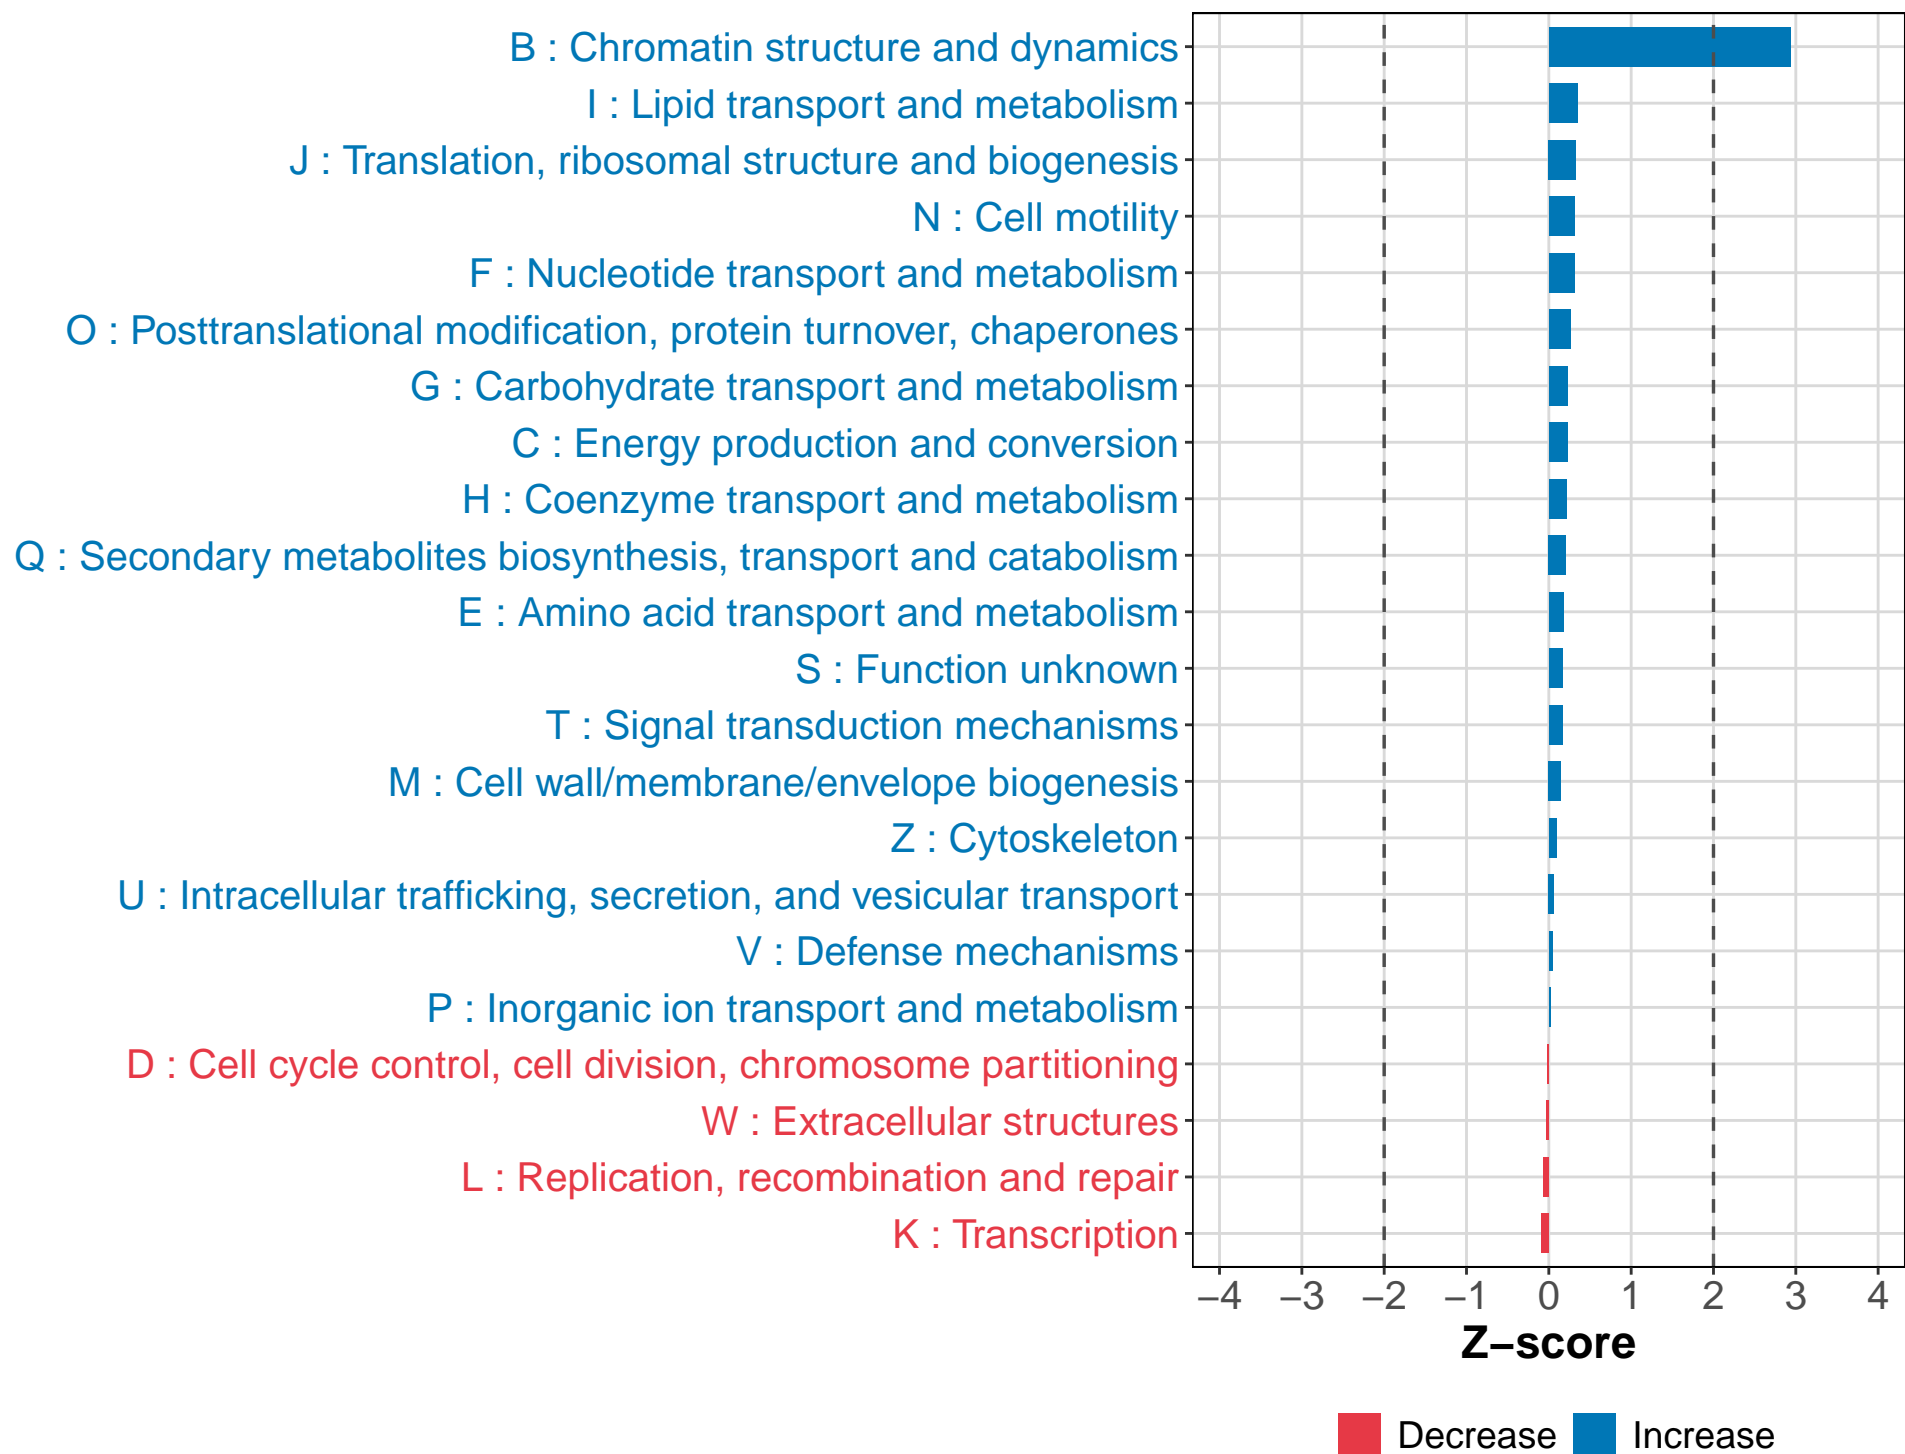 B : Chromatin structure and dynamics
I : Lipid transport and metabolism
J : Translation, ribosomal structure and biogenesis
N : Cell motility
F : Nucleotide transport and metabolism
O : Posttranslational modification, protein turnover, chaperones
G : Carbohydrate transport and metabolism
C : Energy production and conversion
H : Coenzyme transport and metabolism
Q : Secondary metabolites biosynthesis, transport and catabolism
E : Amino acid transport and metabolism
S : Function unknown
T : Signal transduction mechanisms
M : Cell wall/membrane/envelope biogenesis
Z : Cytoskeleton
U : Intracellular trafficking, secretion, and vesicular transport
V : Defense mechanisms
P : Inorganic ion transport and metabolism
D : Cell cycle control, cell division, chromosome partitioning
W : Extracellular structures
L : Replication, recombination and repair
K : Transcription
−4 −3 −2 −1 0 1 2 3 4
Z−score
Decrease Increase